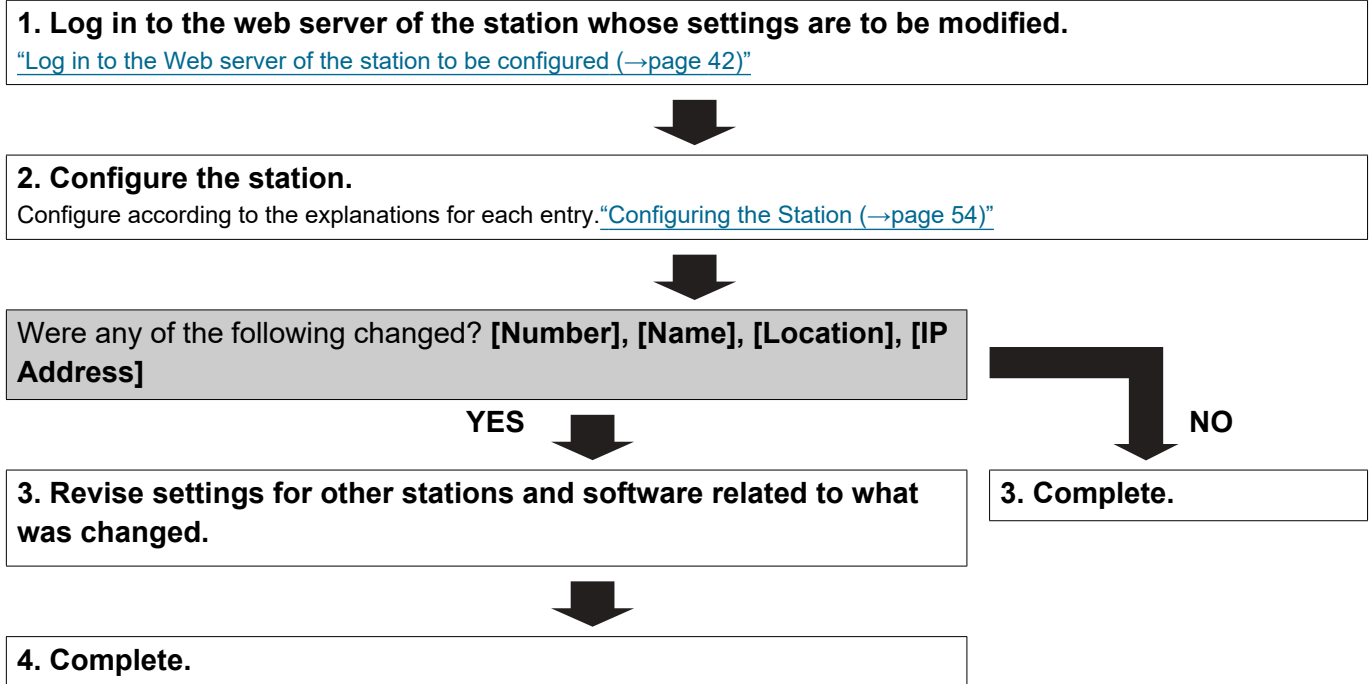 1. Log in to the web server of the station whose settings are to be modified.
“Log in to the Web server of the station to be configured (→page 42)”
2. Configure the station.
Configure according to the explanations for each entry.“Configuring the Station (→page 54)”
Were any of the following changed? [Number], [Name], [Location], [IP
Address]
YES
NO
3. Revise settings for other stations and software related to what
was changed.
3. Complete.
4. Complete.